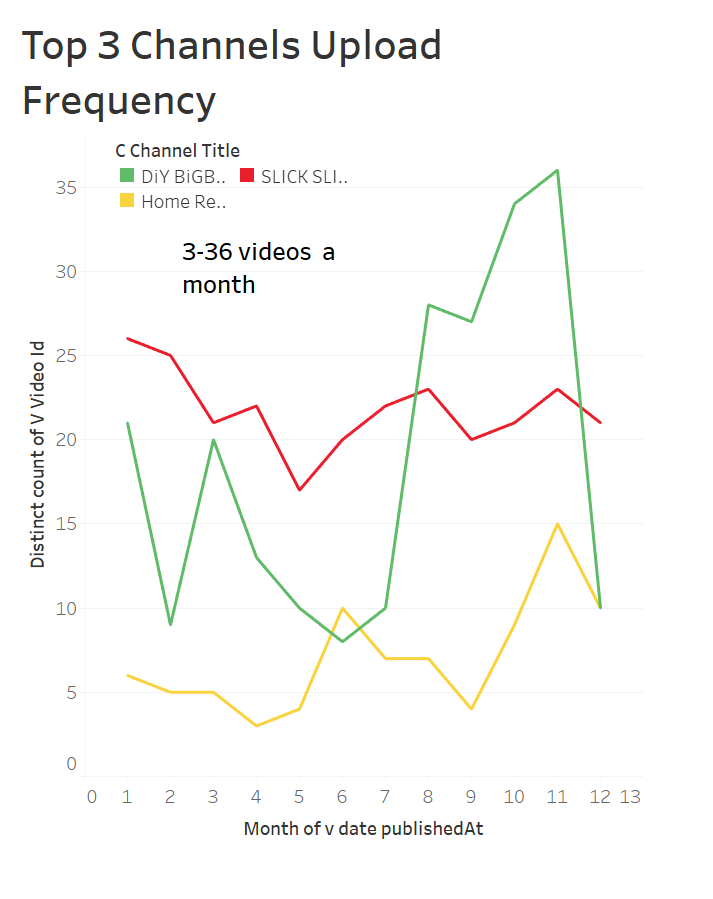 Top 3 Channels Upload
Frequency
C Channel Title
DiY BiGB.. SLICK SLI..
Home Re..
3-36 videos a
month
35
30
25
20
15
10
5
0
Distinct count of V Video Id
0 1 2 3 4 5 6 7 8 9 10 11 12 13
Month of v date publishedAt